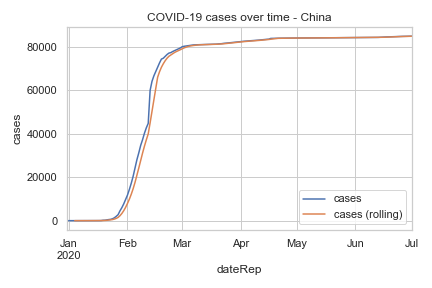 COVID-19 cases over time - China
80000
60000
40000
20000
0
cases
cases
cases (rolling)
Jan Feb Mar Apr May Jun Jul
2020
dateRep